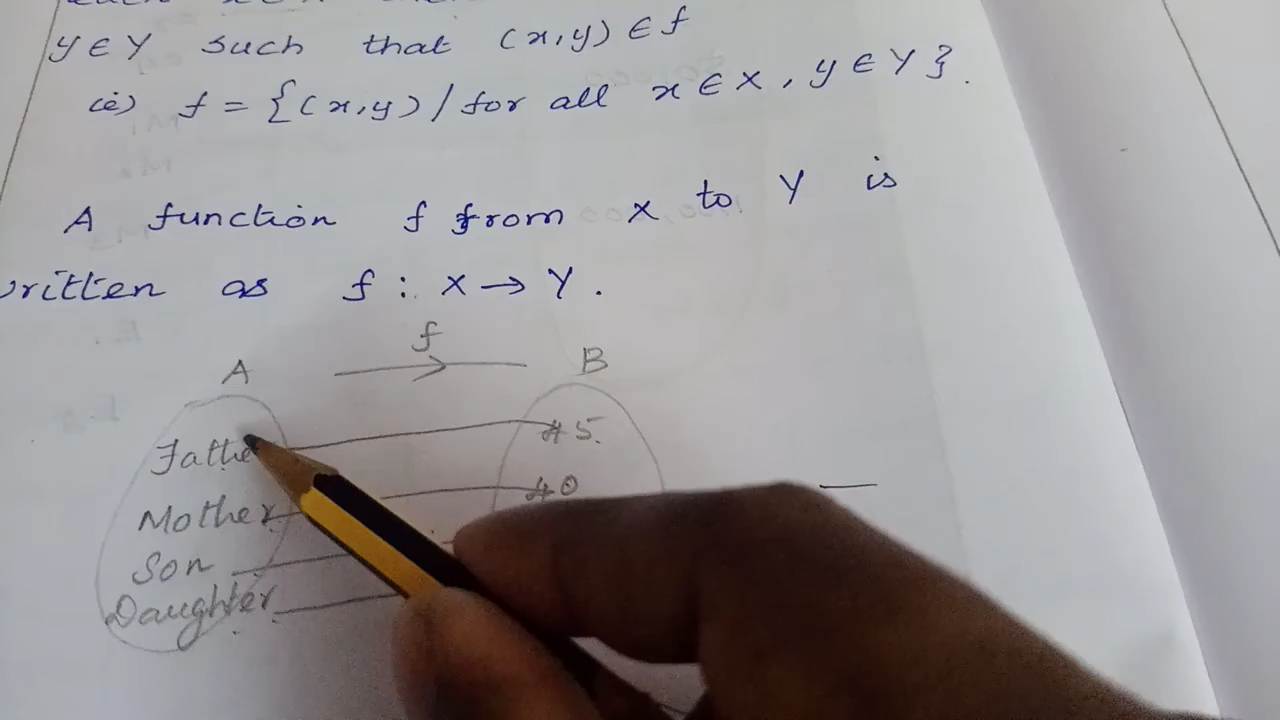 y ∈ Y such that (x,y) ∈ f
(ie) f = {(x,y) / for all x ∈ X, y ∈ Y}.
A function f from X to Y is
written as f : X → Y.
f
A B
Father 45.
Mother 40
Son
Daughter